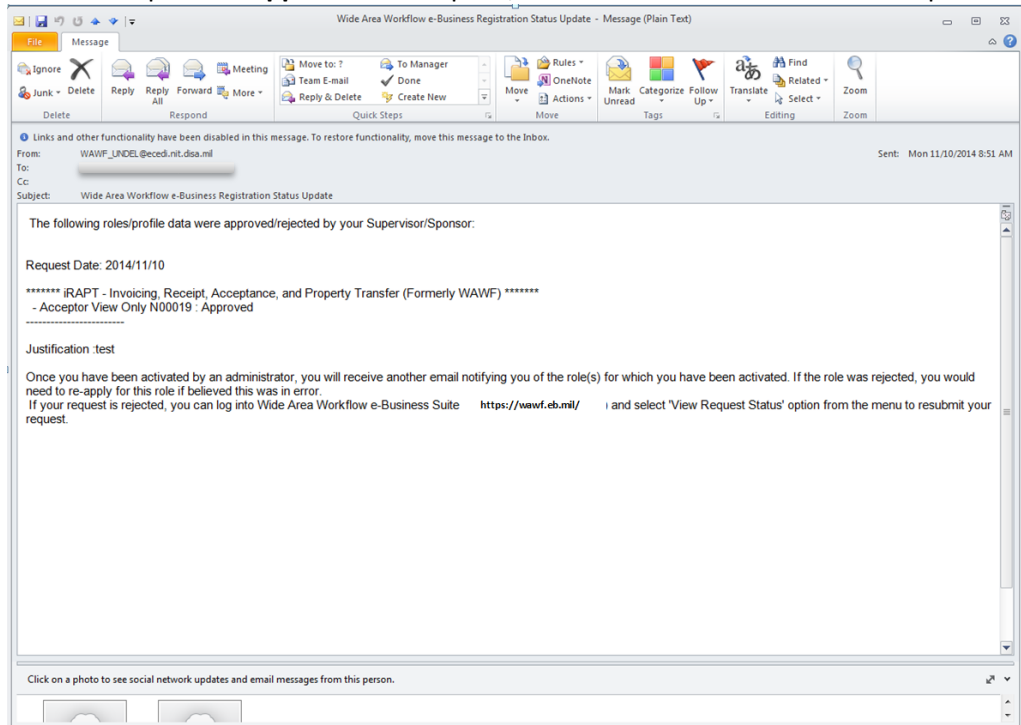 Wide Area Workflow e-Business Registration Status Update - Message (Plain Text)
File Message
Ignore
Junk
Delete
Reply
Reply All
Forward
Meeting
More
Move to: ?
Team E-mail
Reply & Delete
To Manager
Done
Create New
Move
Rules
OneNote
Actions
Mark Unread
Categorize
Follow Up
Translate
Find
Related
Select
Zoom
Delete Respond Quick Steps Move Tags Editing Zoom
Links and other functionality have been disabled in this message. To restore functionality, move this message to the Inbox.
From: WAWF_UNDEL@ecedi.nit.disa.mil Sent: Mon 11/10/2014 8:51 AM
To:
Cc:
Subject: Wide Area Workflow e-Business Registration Status Update
The following roles/profile data were approved/rejected by your Supervisor/Sponsor:
Request Date: 2014/11/10
******* iRAPT - Invoicing, Receipt, Acceptance, and Property Transfer (Formerly WAWF) *******
- Acceptor View Only N00019 : Approved
------------------------
Justification :test
Once you have been activated by an administrator, you will receive another email notifying you of the role(s) for which you have been activated. If the role was rejected, you would
need to re-apply for this role if believed this was in error.
If your request is rejected, you can log into Wide Area Workflow e-Business Suite https://wawf.eb.mil/ ) and select 'View Request Status' option from the menu to resubmit your
request.
Click on a photo to see social network updates and email messages from this person.